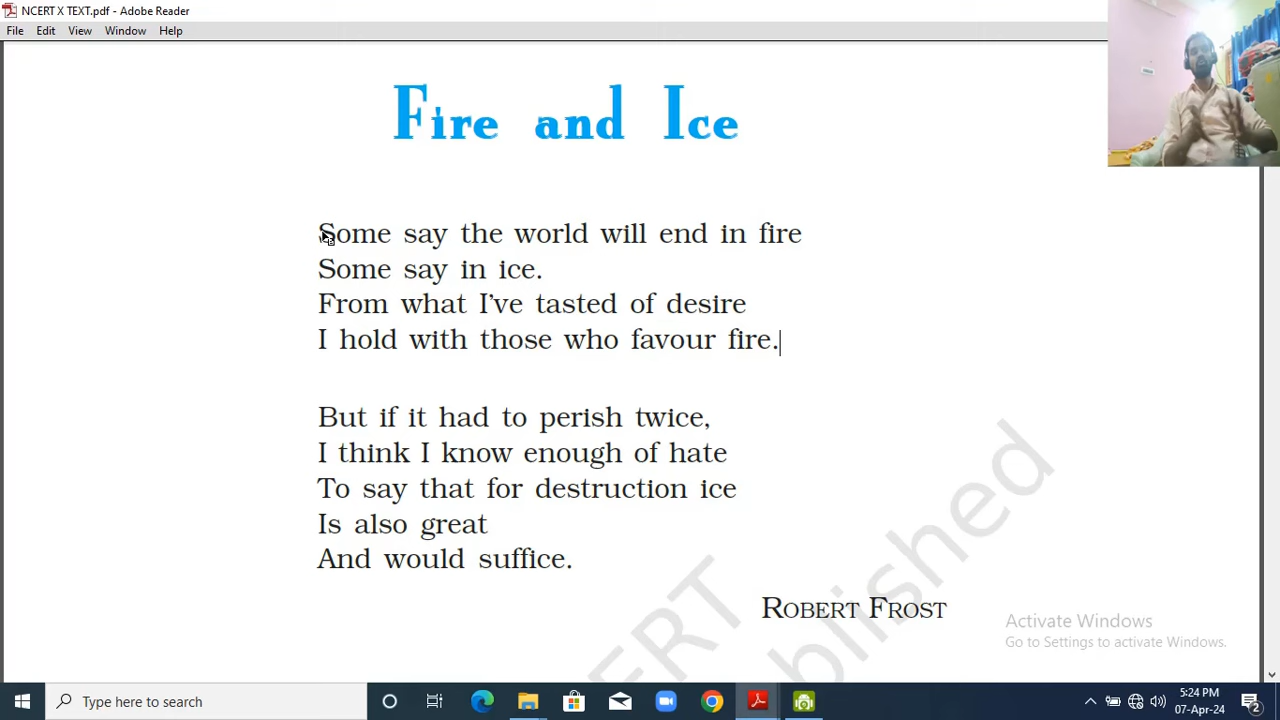 NCERT X TEXT.pdf - Adobe Reader
File Edit View Window Help
Fire and Ice
Some say the world will end in fire
Some say in ice.
From what I've tasted of desire
I hold with those who favour fire.
But if it had to perish twice,
I think I know enough of hate
To say that for destruction ice
Is also great
And would suffice.
ROBERT FROST
Activate Windows
Go to Settings to activate Windows.
Type here to search
5:24 PM
07-Apr-24
2